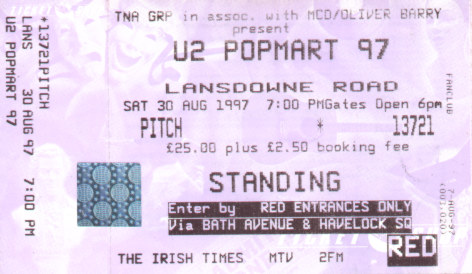 *13721PITCH
LANS 30 AUG 97 7:00 PM
U2 POPMART 97
TNA GRP in assoc. with MCD/OLIVER BARRY
present
U2 POPMART 97
LANSDOWNE ROAD
SAT 30 AUG 1997 7:00 PMGates Open 6pm
PITCH * 13721
£25.00 plus £2.50 booking fee
STANDING
Enter by RED ENTRANCES ONLY
Via BATH AVENUE & HAVELOCK SQ
RED
THE IRISH TIMES MTV 2FM
FANCLUB